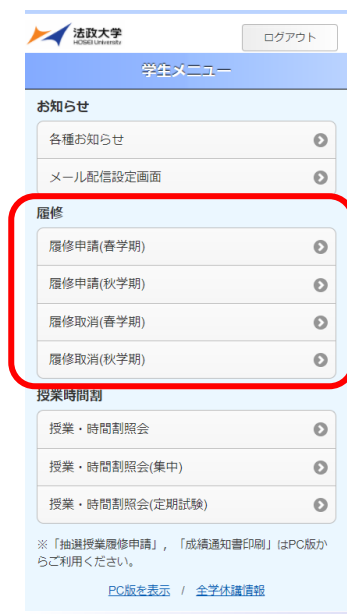 法政大学
HOSEI University
ログアウト
学生メニュー
お知らせ
各種お知らせ
メール配信設定画面
履修
履修申請(春学期)
履修申請(秋学期)
履修取消(春学期)
履修取消(秋学期)
授業時間割
授業・時間割照会
授業・時間割照会(集中)
授業・時間割照会(定期試験)
※「抽選授業履修申請」，「成績通知書印刷」はPC版か
らご利用ください。
PC版を表示 / 全学休講情報